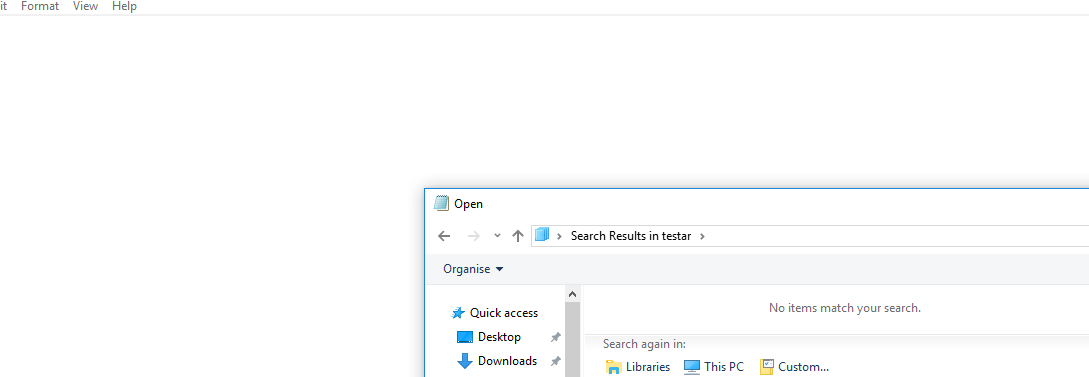 it Format View Help
Open
Search Results in testar
Organise
Quick access
No items match your search.
Desktop
Search again in:
Downloads
Libraries This PC Custom...